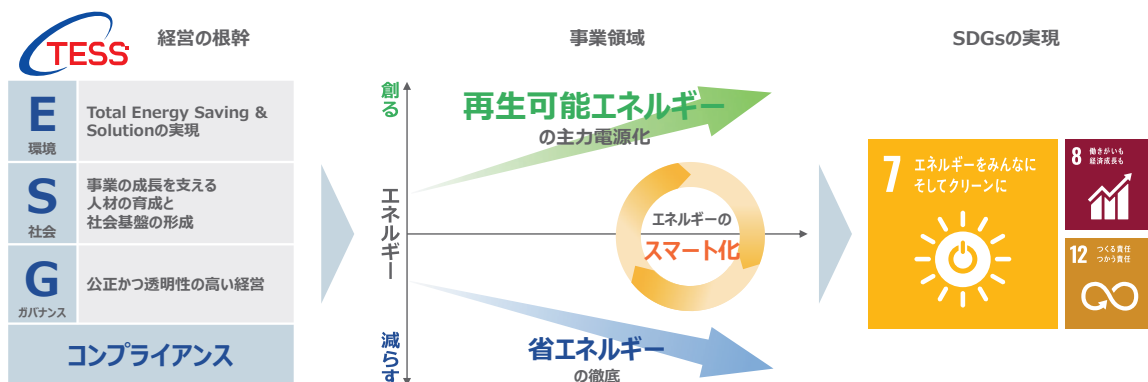 TESS
経営の根幹
E
環境
Total Energy Saving &
Solutionの実現
S
社会
事業の成長を支える
人材の育成と
社会基盤の形成
G
ガバナンス
公正かつ透明性の高い経営
コンプライアンス
事業領域
創る
エネルギー
減らす
再生可能エネルギー
の主力電源化
エネルギーの
スマート化
省エネルギー
の徹底
SDGsの実現
7
エネルギーをみんなに
そしてクリーンに
8
働きがいも
経済成長も
12
つくる責任
つかう責任